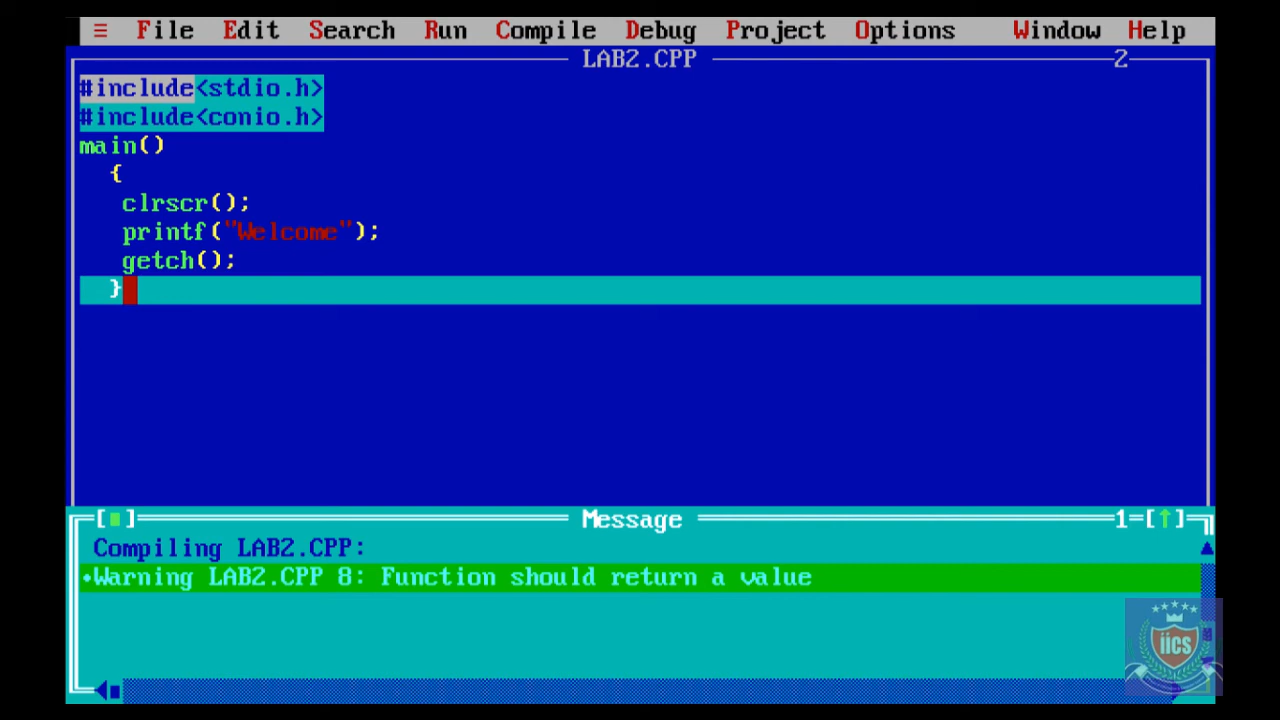 ≡ File Edit Search Run Compile Debug Project Options Window Help
LAB2.CPP 2
#include<stdio.h>
#include<conio.h>
main()
{
clrscr();
printf("Welcome");
getch();
}
[■] Message 1=[↑]
Compiling LAB2.CPP:
•Warning LAB2.CPP 8: Function should return a value
iics